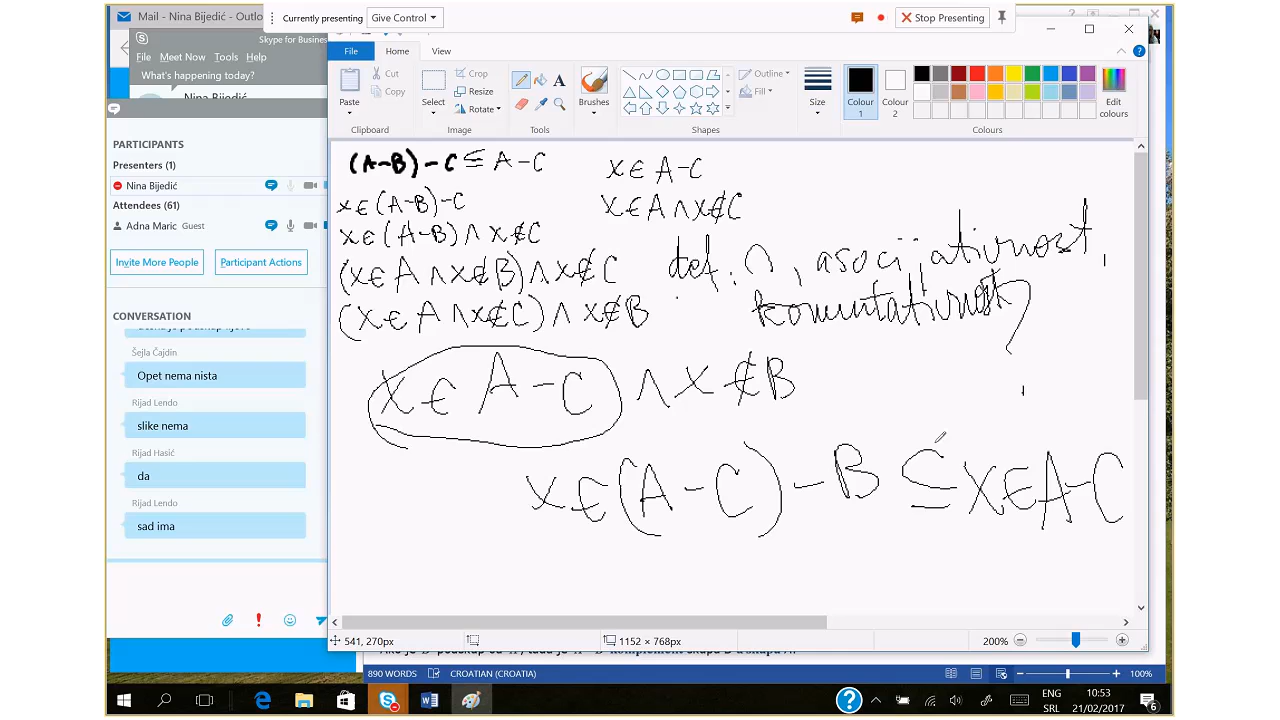 Mail - Nina Bijedić - Outlo
Currently presenting
Give Control
Stop Presenting
Skype for Business
File Meet Now Tools Help
What's happening today?
Nina Bijedić
File Home View
Paste
Cut
Copy
Select
Crop
Resize
Rotate
Brushes
Outline
Fill
Size
Colour 1
Colour 2
Edit colours
Clipboard Image Tools Shapes Colours
PARTICIPANTS
Presenters (1)
Nina Bijedić
Attendees (61)
Adna Maric Guest
Invite More People
Participant Actions
CONVERSATION
Šejla Čajdin
Opet nema nista
Rijad Lendo
slike nema
Rijad Hasić
da
Rijad Lendo
sad ima
(A-B)-C ⊆ A-C
x∈A-C
x∈(A-B)-C
x∈A∧x∉C
x∈(A-B)∧x∉C
(x∈A∧x∉B)∧x∉C
def. ∩, asocijativnost,
(x∈A∧x∉C)∧x∉B
komutativnost ?
x∈A-C ∧ x∉B
x∈(A-C)-B ⊆ x∈A-C
541, 270px
1152 × 768px
200%
890 WORDS
CROATIAN (CROATIA)
100%
ENG
SRL
10:53
21/02/2017
6